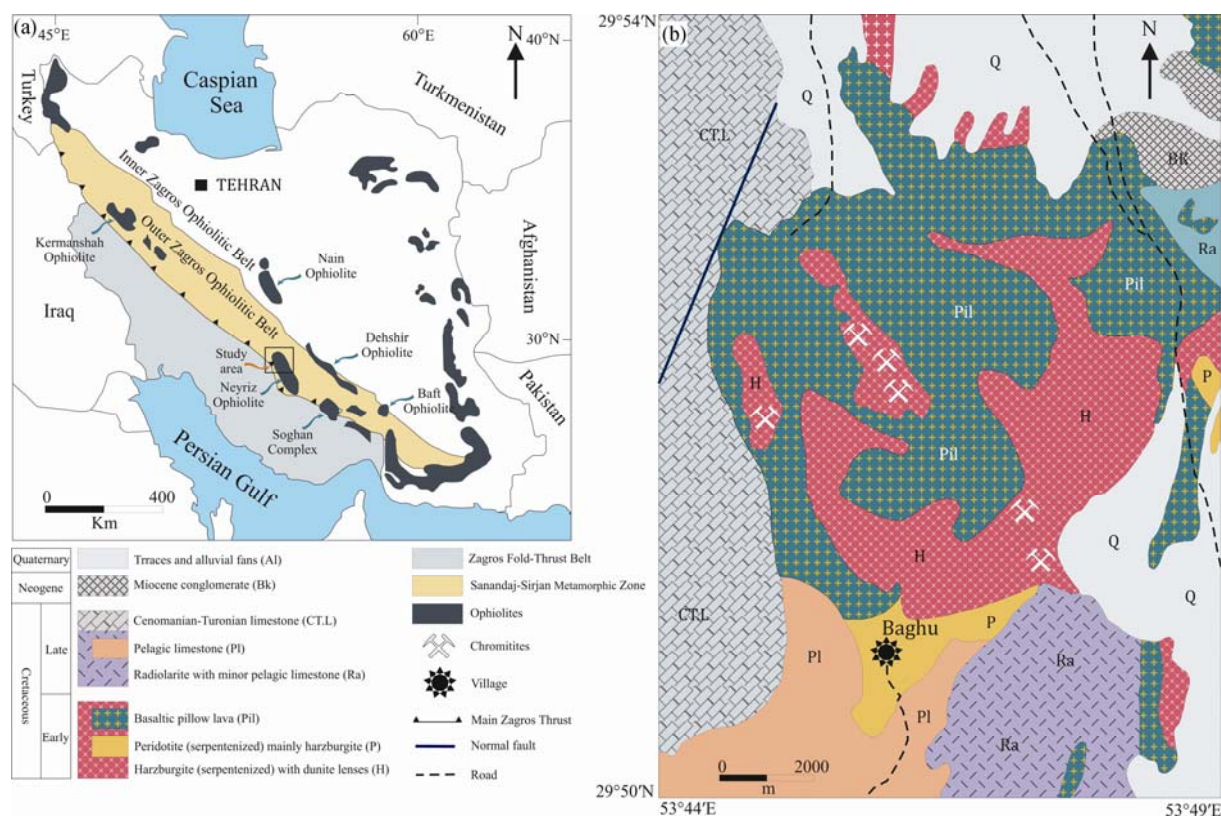 (a)
45°E
60°E
N
40°N
Turkey
Caspian
Sea
Turkmenistan
TEHRAN
Inner Zagros Ophiolitic Belt
Outer Zagros Ophiolitic Belt
Kermanshah
Ophiolite
Nain
Ophiolite
Afghanistan
Iraq
30°N
Study
area
Dehshir
Ophiolite
Neyriz
Ophiolite
Baft
Ophiolite
Pakistan
Soghan
Complex
Persian Gulf
0 400
Km
Quaternary
Trraces and alluvial fans (Al)
Neogene
Miocene conglomerate (Bk)
Cretaceous
Late
Cenomanian-Turonian limestone (CT.L)
Pelagic limestone (Pl)
Radiolarite with minor pelagic limestone (Ra)
Early
Basaltic pillow lava (Pil)
Peridotite (serpentenized) mainly harzburgite (P)
Harzburgite (serpentenized) with dunite lenses (H)
Zagros Fold-Thrust Belt
Sanandaj-Sirjan Metamorphic Zone
Ophiolites
Chromitites
Village
Main Zagros Thrust
Normal fault
Road
29°54′N
(b)
N
Q
Q
CT.L
BK
Ra
Pil
Pil
P
H
H
Pil
Q
H
Q
CT.L
Baghu
P
Pl
Ra
Pl
Ra
0 2000
m
29°50′N
53°44′E
53°49′E